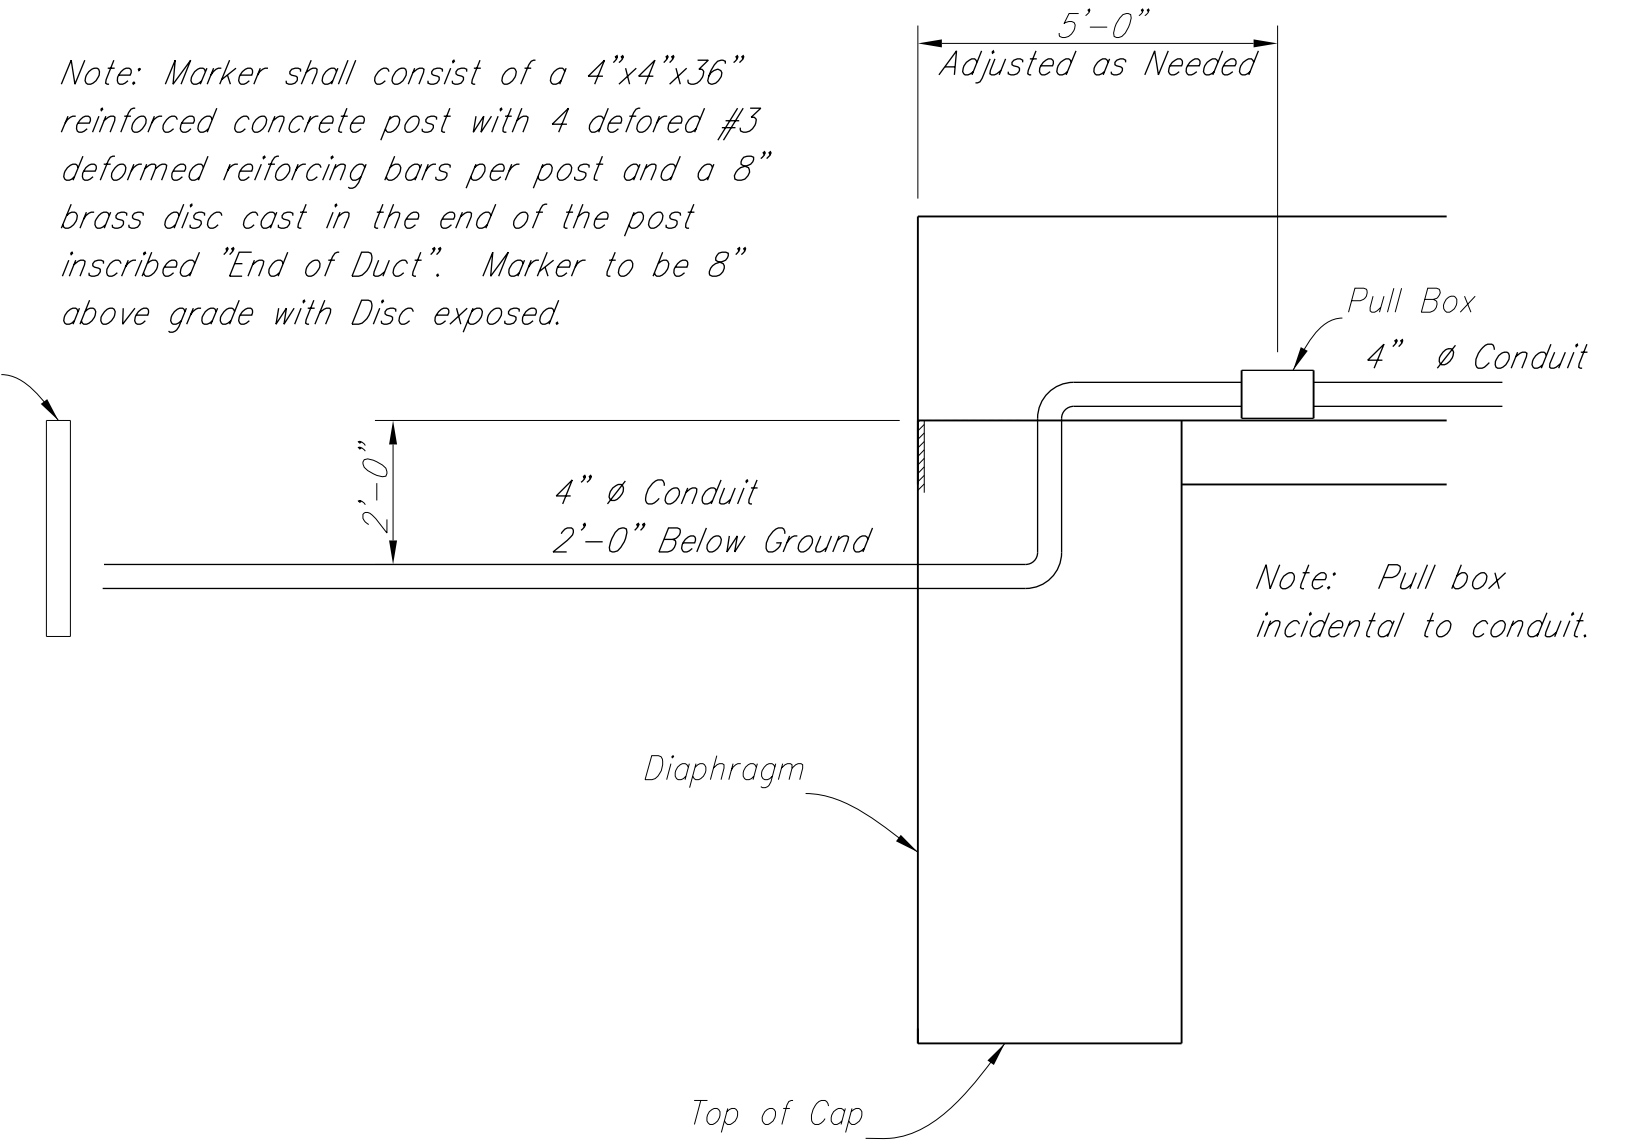 5'-0"
Adjusted as Needed
Note: Marker shall consist of a 4"x4"x36"
reinforced concrete post with 4 defored #3
deformed reiforcing bars per post and a 8"
brass disc cast in the end of the post
inscribed "End of Duct". Marker to be 8"
above grade with Disc exposed.
Pull Box
4" ø Conduit
2'-0"
4" ø Conduit
2'-0" Below Ground
Note: Pull box
incidental to conduit.
Diaphragm
Top of Cap